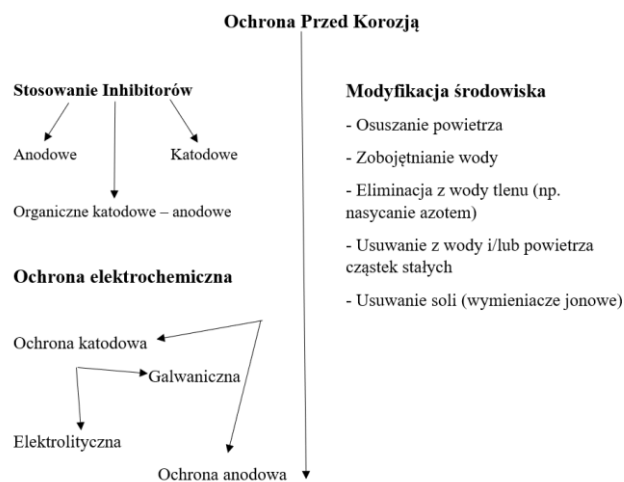 Ochrona Przed Korozją
Stosowanie Inhibitorów
Anodowe
Katodowe
Organiczne katodowe – anodowe
Ochrona elektrochemiczna
Ochrona katodowa
Galwaniczna
Elektrolityczna
Ochrona anodowa
Modyfikacja środowiska
- Osuszanie powietrza
- Zobojętnianie wody
- Eliminacja z wody tlenu (np.
nasycanie azotem)
- Usuwanie z wody i/lub powietrza
cząstek stałych
- Usuwanie soli (wymieniacze jonowe)